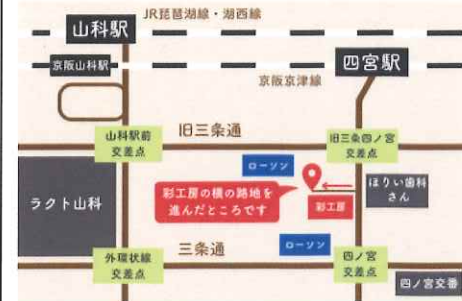 JR琵琶湖線・湖西線
山科駅
京阪山科駅
四宮駅
京阪京津線
山科駅前
交差点
旧三条通
旧三条四ノ宮
交差点
ローソン
ほりい歯科
さん
彩工房の横の路地を
進んだところです
彩工房
ラクト山科
外環状線
交差点
三条通
ローソン
四ノ宮
交差点
四ノ宮交番